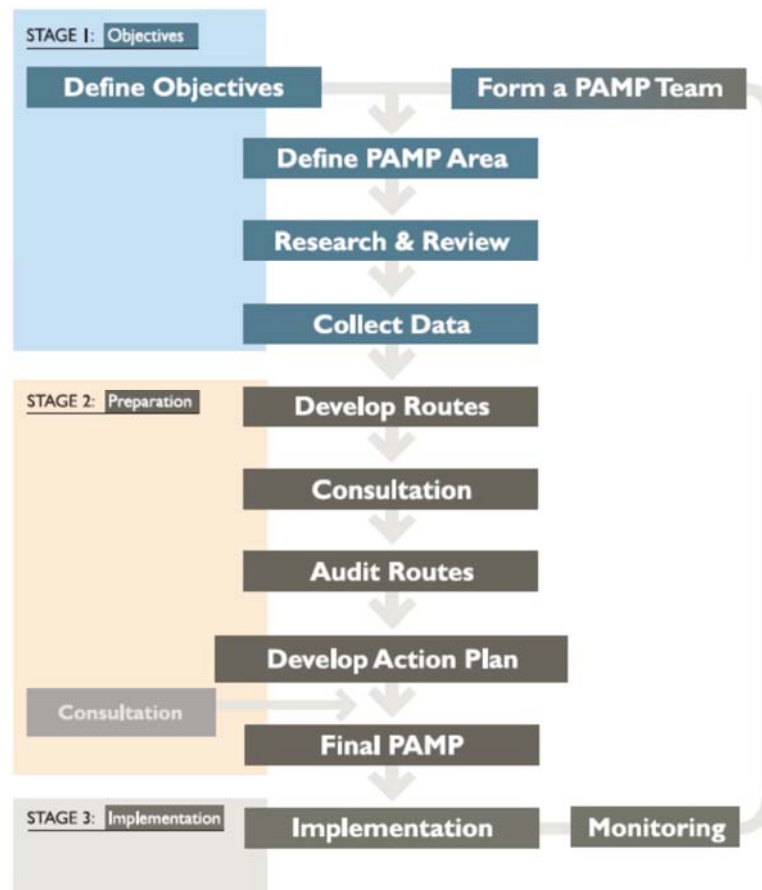 STAGE 1: Objectives
Define Objectives
Form a PAMP Team
Define PAMP Area
Research & Review
Collect Data
STAGE 2: Preparation
Develop Routes
Consultation
Audit Routes
Develop Action Plan
Consultation
Final PAMP
STAGE 3: Implementation
Implementation
Monitoring